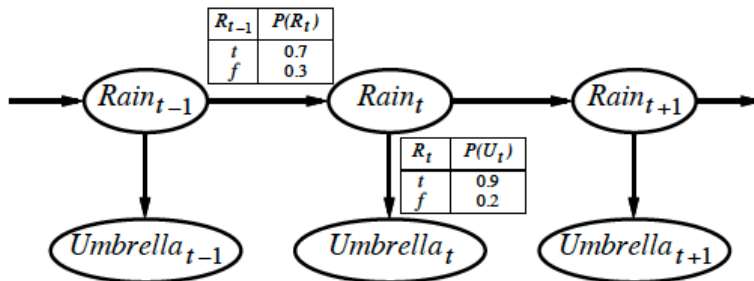 R_{t-1} P(R_t)
t 0.7
f 0.3
Rain_{t-1}
Rain_t
Rain_{t+1}
R_t P(U_t)
t 0.9
f 0.2
Umbrella_{t-1}
Umbrella_t
Umbrella_{t+1}